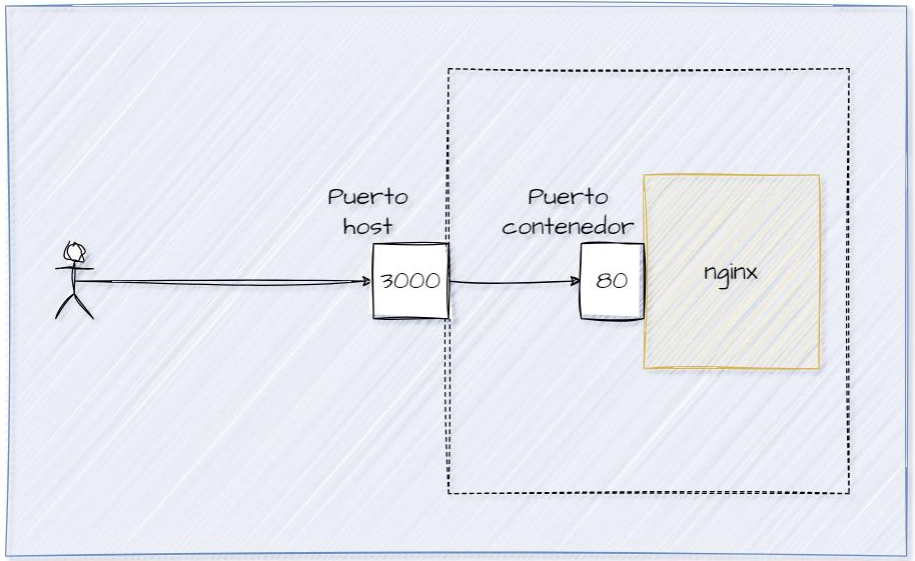 Puerto
host
Puerto
contenedor
3000
80
nginx